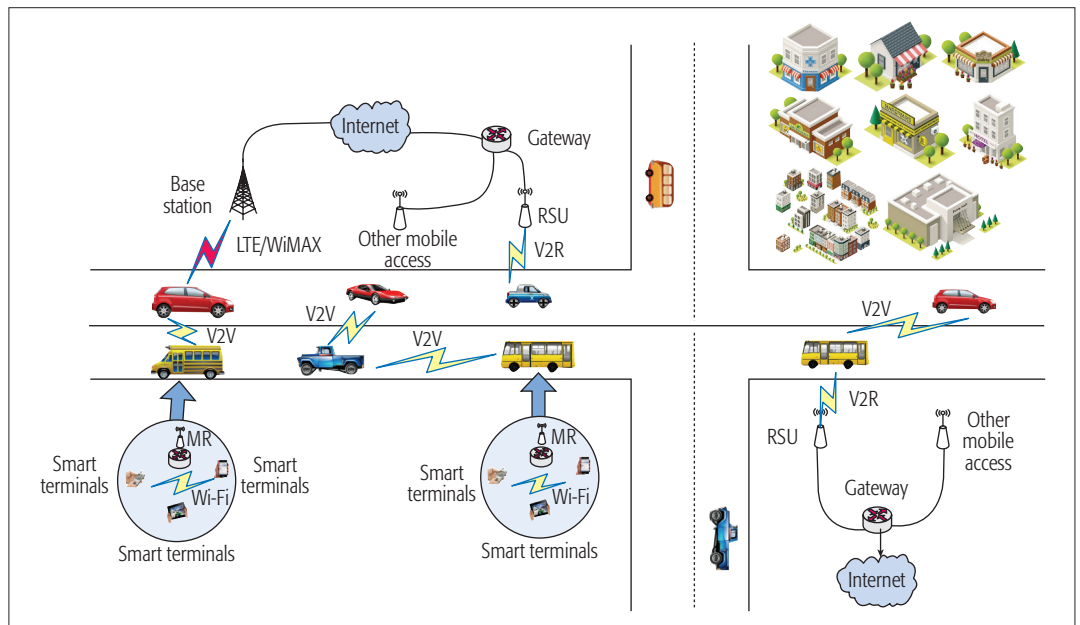 Internet
Gateway
Base
station
RSU
LTE/WiMAX
Other mobile
access
V2R
V2V
V2V
V2V
V2V
V2R
MR
Smart
terminals
Smart
terminals
Wi-Fi
Smart terminals
MR
Smart
terminals
Wi-Fi
Smart terminals
RSU
Other
mobile
access
Gateway
Internet